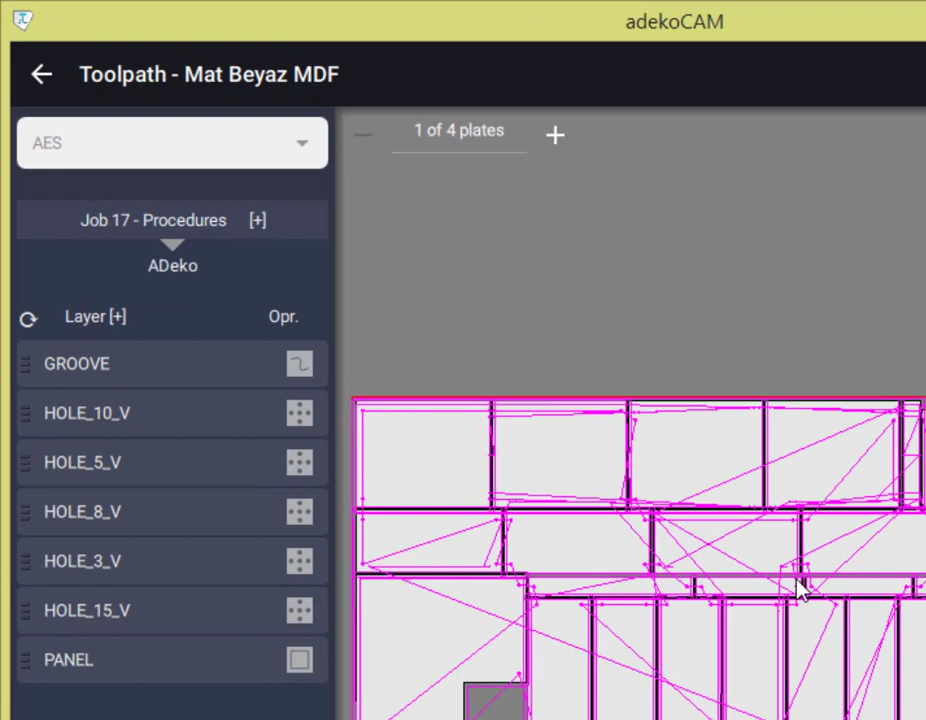 adekoCAM
Toolpath - Mat Beyaz MDF
AES
1 of 4 plates
Job 17 - Procedures [+]
ADeko
Layer [+] Opr.
GROOVE
HOLE_10_V
HOLE_5_V
HOLE_8_V
HOLE_3_V
HOLE_15_V
PANEL